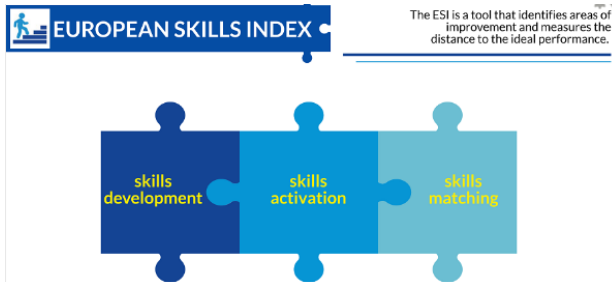 EUROPEAN SKILLS INDEX
The ESI is a tool that identifies areas of
improvement and measures the
distance to the ideal performance.
skills
development
skills
activation
skills
matching